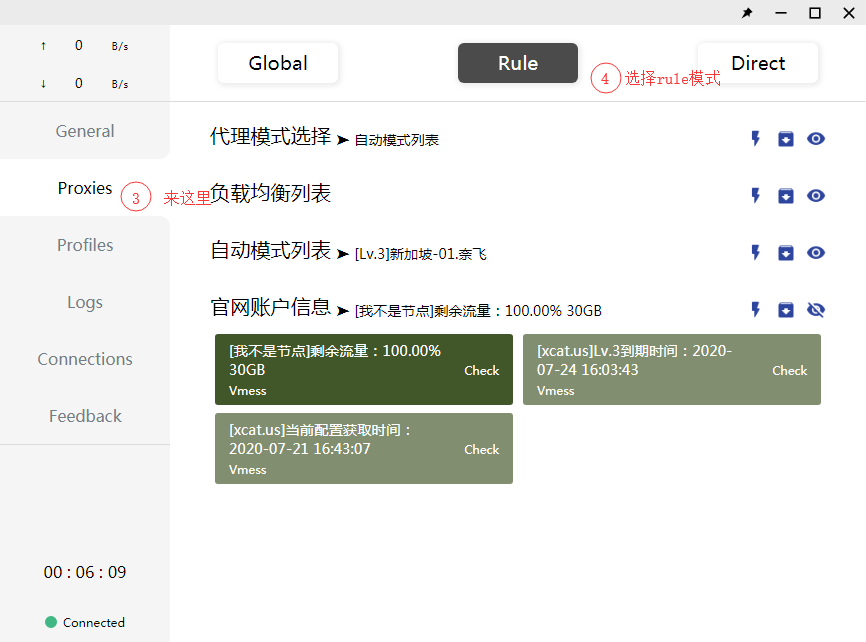 ↑ 0 B/s
↓ 0 B/s
General
Proxies
Profiles
Logs
Connections
Feedback
00 : 06 : 09
Connected
Global Rule Direct
4 选择rule模式
3 来这里
代理模式选择 ➤ 自动模式列表
负载均衡列表
自动模式列表 ➤ [Lv.3]新加坡-01.奈飞
官网账户信息 ➤ [我不是节点]剩余流量：100.00% 30GB
[我不是节点]剩余流量：100.00%
30GB
Check
Vmess
[xcat.us]Lv.3到期时间：2020-
07-24 16:03:43
Check
Vmess
[xcat.us]当前配置获取时间：
2020-07-21 16:43:07
Check
Vmess